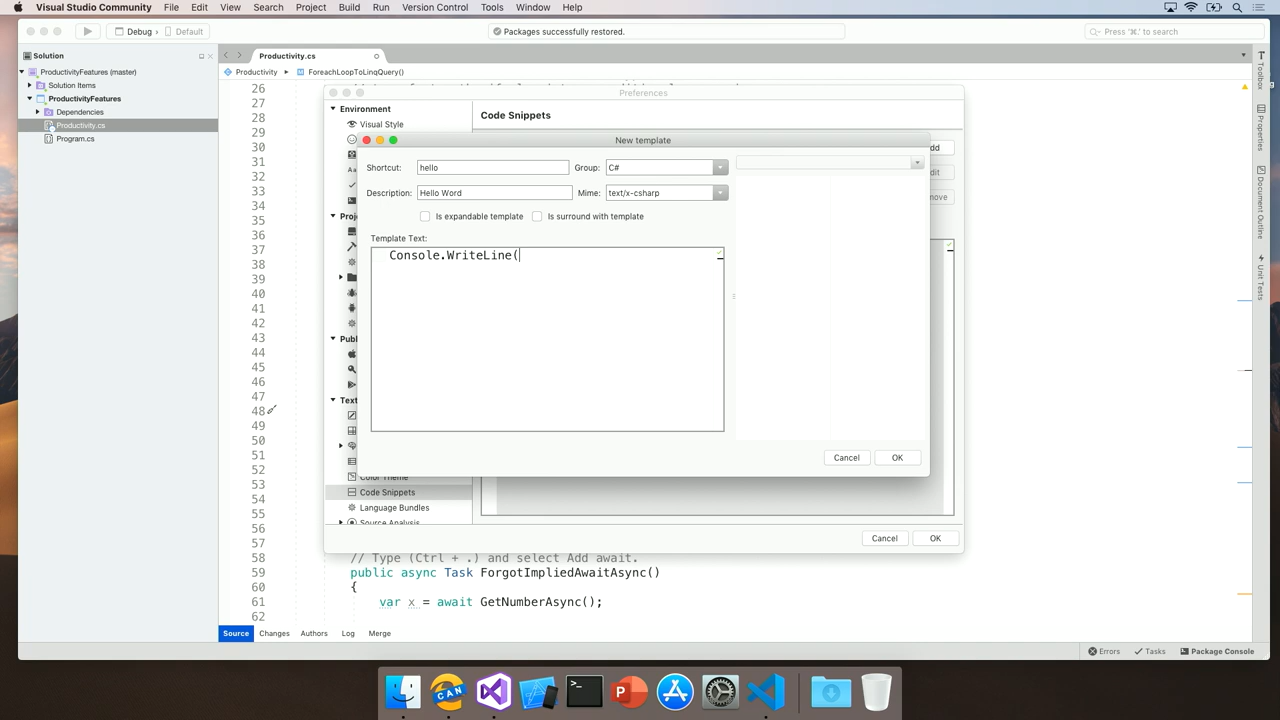 Visual Studio Community File Edit View Search Project Build Run Version Control Tools Window Help
Debug › Default
Packages successfully restored.
Press '⌘.' to search
Solution
ProductivityFeatures (master)
Solution Items
ProductivityFeatures
Dependencies
Productivity.cs
Program.cs
Productivity.cs
Productivity ▸ ForeachLoopToLinqQuery()
26
27
28
29
30
31
32
33
34
35
36
37
38
39
40
41
42
43
44
45
46
47
48
49
50
51
52
53
54
55
56
57
58 // Type (Ctrl + .) and select Add await.
59 public async Task ForgotImpliedAwaitAsync()
60 {
61 var x = await GetNumberAsync();
62
Preferences
Environment
Visual Style
Code Snippets
New template
Shortcut: hello Group: C#
Description: Hello Word Mime: text/x-csharp
Is expandable template Is surround with template
Template Text:
Console.WriteLine(
Cancel OK
Color Theme
Code Snippets
Language Bundles
Source Analysis
Cancel OK
Source Changes Authors Log Merge
Errors Tasks Package Console
Toolbox
Properties
Document Outline
Unit Tests
CAN